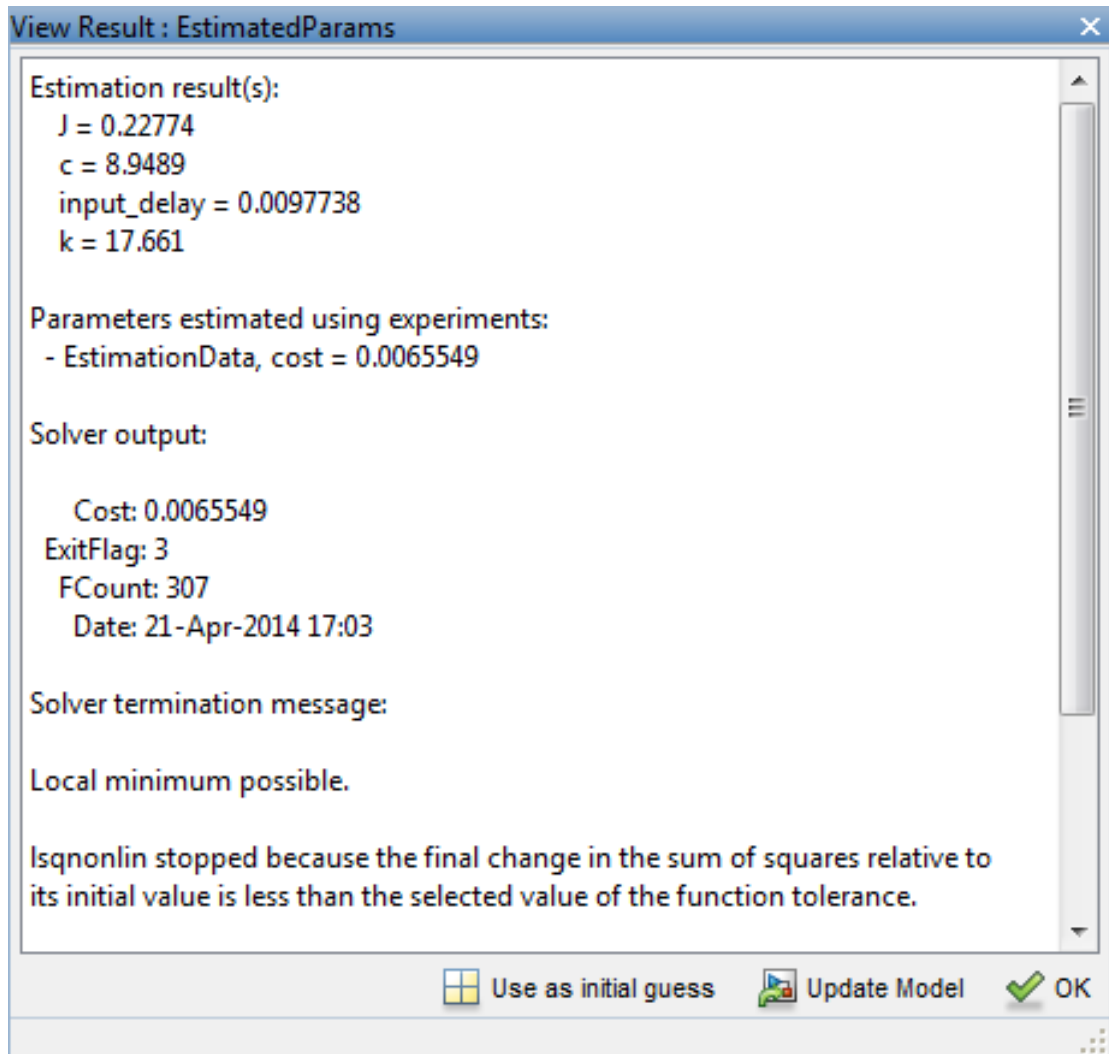 View Result : EstimatedParams
Estimation result(s):
J = 0.22774
c = 8.9489
input_delay = 0.0097738
k = 17.661
Parameters estimated using experiments:
- EstimationData, cost = 0.0065549
Solver output:
Cost: 0.0065549
ExitFlag: 3
FCount: 307
Date: 21-Apr-2014 17:03
Solver termination message:
Local minimum possible.
lsqnonlin stopped because the final change in the sum of squares relative to
its initial value is less than the selected value of the function tolerance.
Use as initial guess Update Model OK